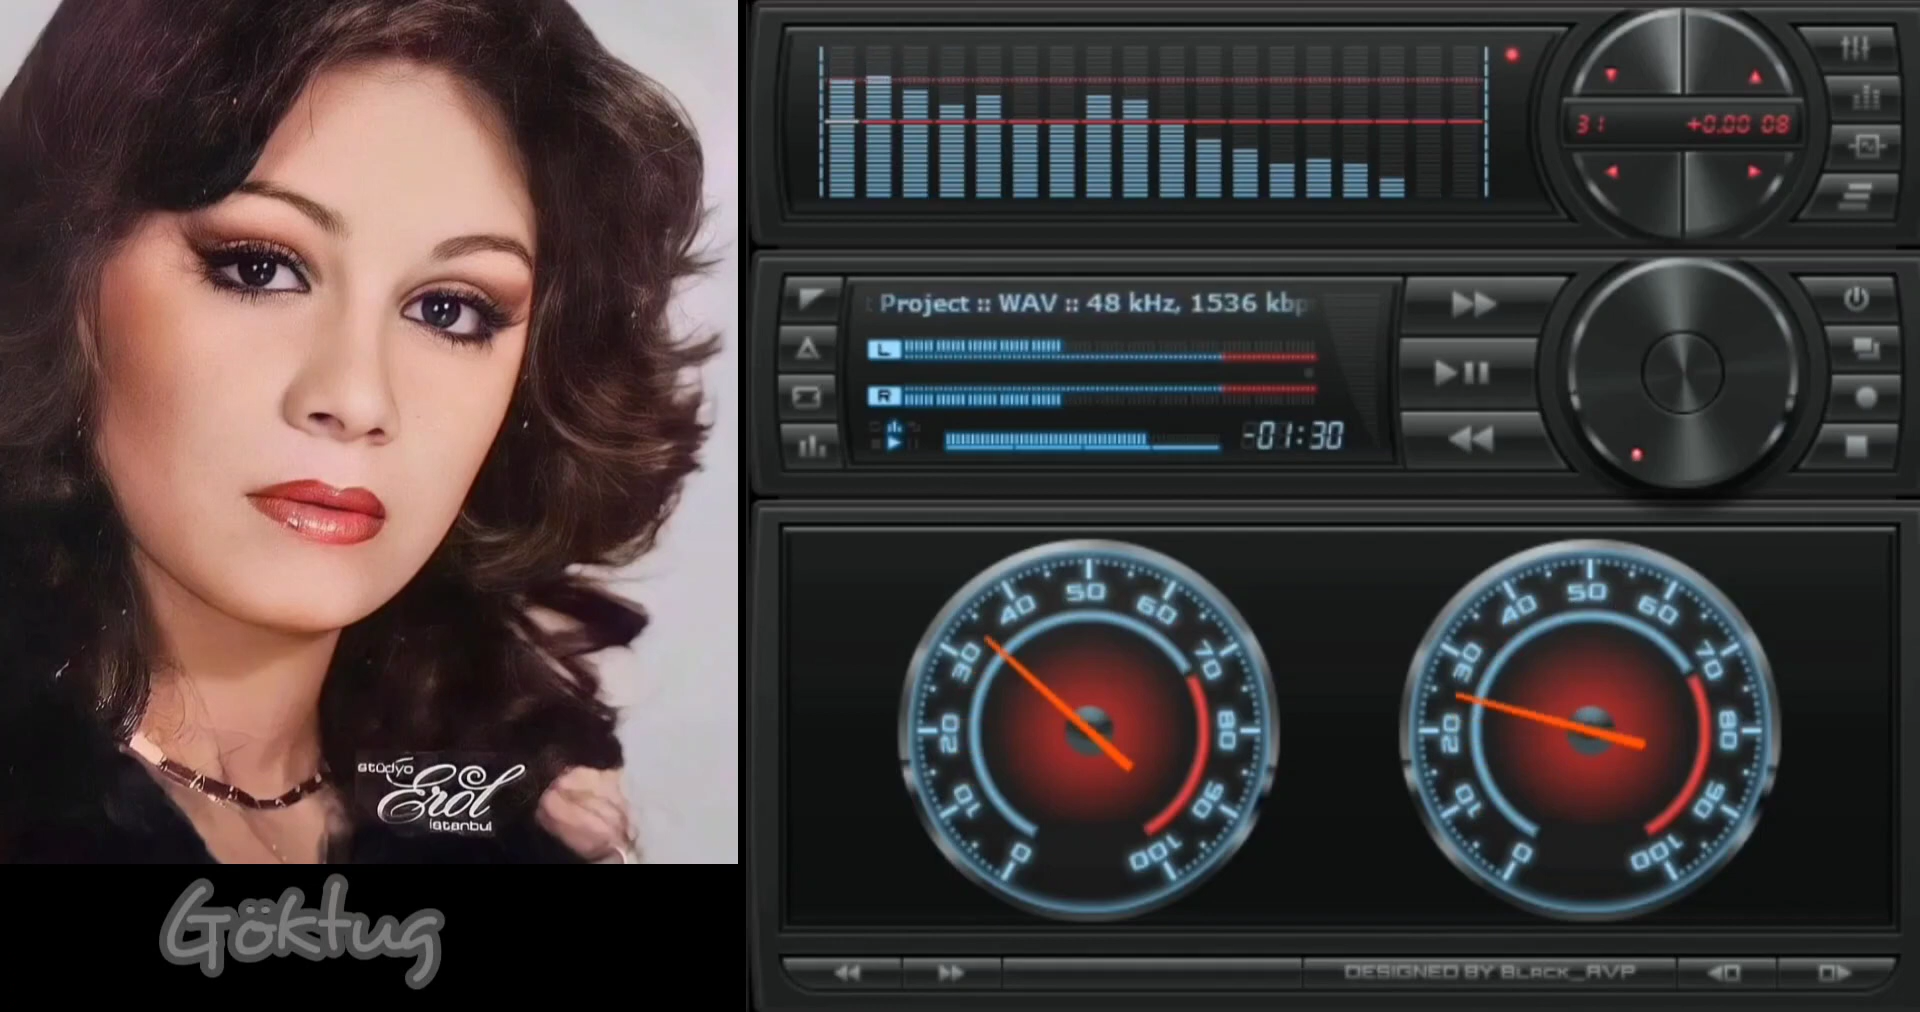 stüdyo
Erol
istanbul
Göktug
31 +0.00 08
: Project :: WAV :: 48 kHz, 1536 kbp
L
R
-01:30
0 10 20 30 40 50 60 70 80 90 100
0 10 20 30 40 50 60 70 80 90 100
DESIGNED BY BLACK_AVP